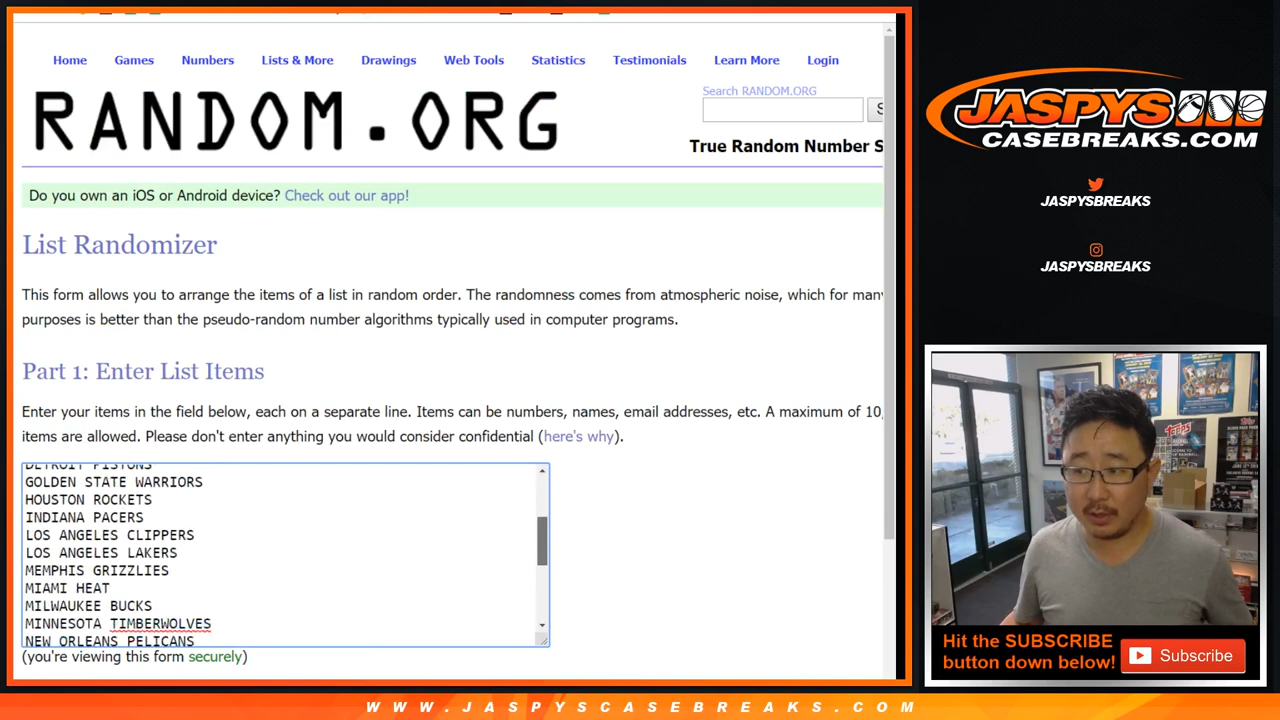 Home Games Numbers Lists & More Drawings Web Tools Statistics Testimonials Learn More Login
RANDOM.ORG
Search RANDOM.ORG
True Random Number S
Do you own an iOS or Android device? Check out our app!
List Randomizer
This form allows you to arrange the items of a list in random order. The randomness comes from atmospheric noise, which for many
purposes is better than the pseudo-random number algorithms typically used in computer programs.
Part 1: Enter List Items
Enter your items in the field below, each on a separate line. Items can be numbers, names, email addresses, etc. A maximum of 10,
items are allowed. Please don't enter anything you would consider confidential (here's why).
DETROIT PISTONS
GOLDEN STATE WARRIORS
HOUSTON ROCKETS
INDIANA PACERS
LOS ANGELES CLIPPERS
LOS ANGELES LAKERS
MEMPHIS GRIZZLIES
MIAMI HEAT
MILWAUKEE BUCKS
MINNESOTA TIMBERWOLVES
NEW ORLEANS PELICANS
(you're viewing this form securely)
JASPYS
CASEBREAKS.COM
JASPYSBREAKS
JASPYSBREAKS
Topps
Hit the SUBSCRIBE
button down below!
Subscribe
WWW.JASPYSCASEBREAKS.COM